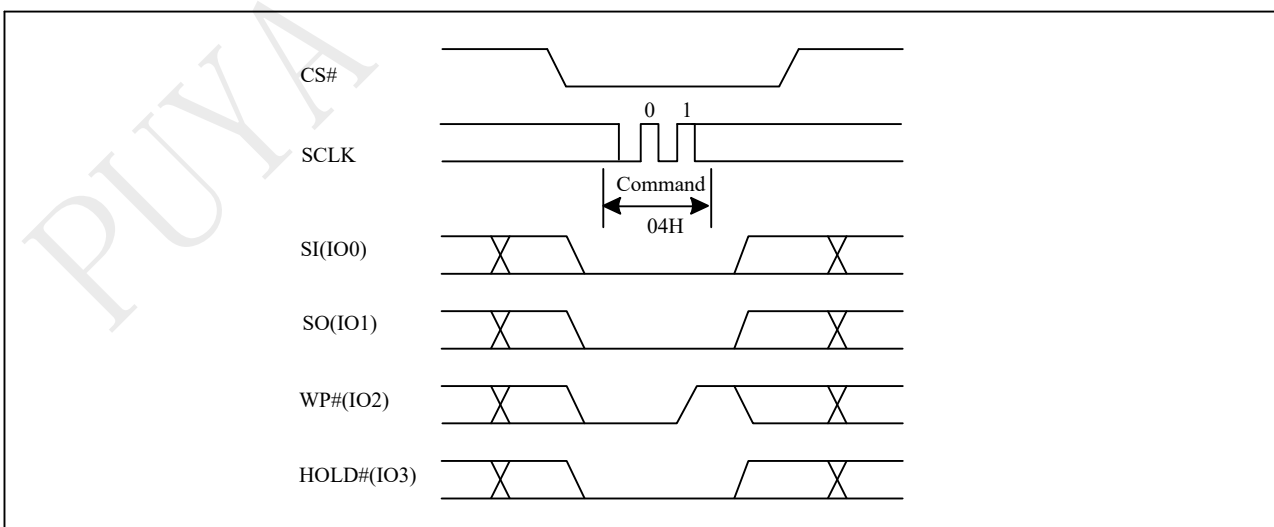 PUYA
CS#
0 1
SCLK
Command
04H
SI(IO0)
SO(IO1)
WP#(IO2)
HOLD#(IO3)